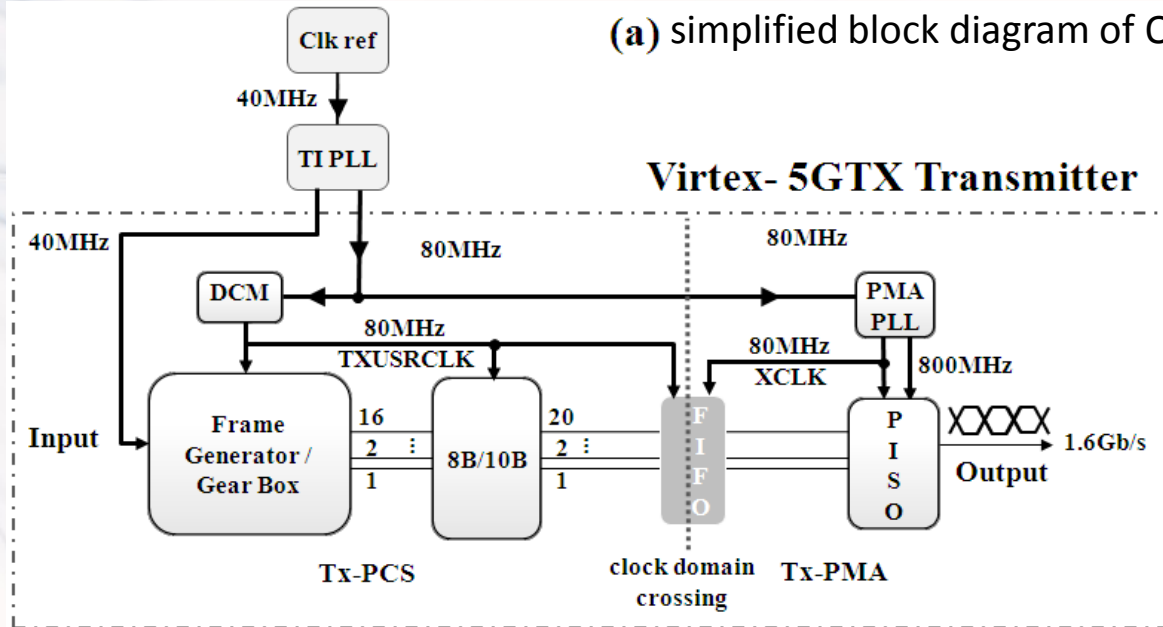 (a) simplified block diagram of C
Clk ref
40MHz
TI PLL
Virtex- 5GTX Transmitter
40MHz
80MHz
80MHz
DCM
PMA
PLL
80MHz
TXUSRCLK
80MHz
XCLK
800MHz
Input
Frame
Generator /
Gear Box
16
2 ⋮
1
8B/10B
20
2 ⋮
1
F
I
F
O
P
I
S
O
1.6Gb/s
Output
Tx-PCS
clock domain
crossing
Tx-PMA